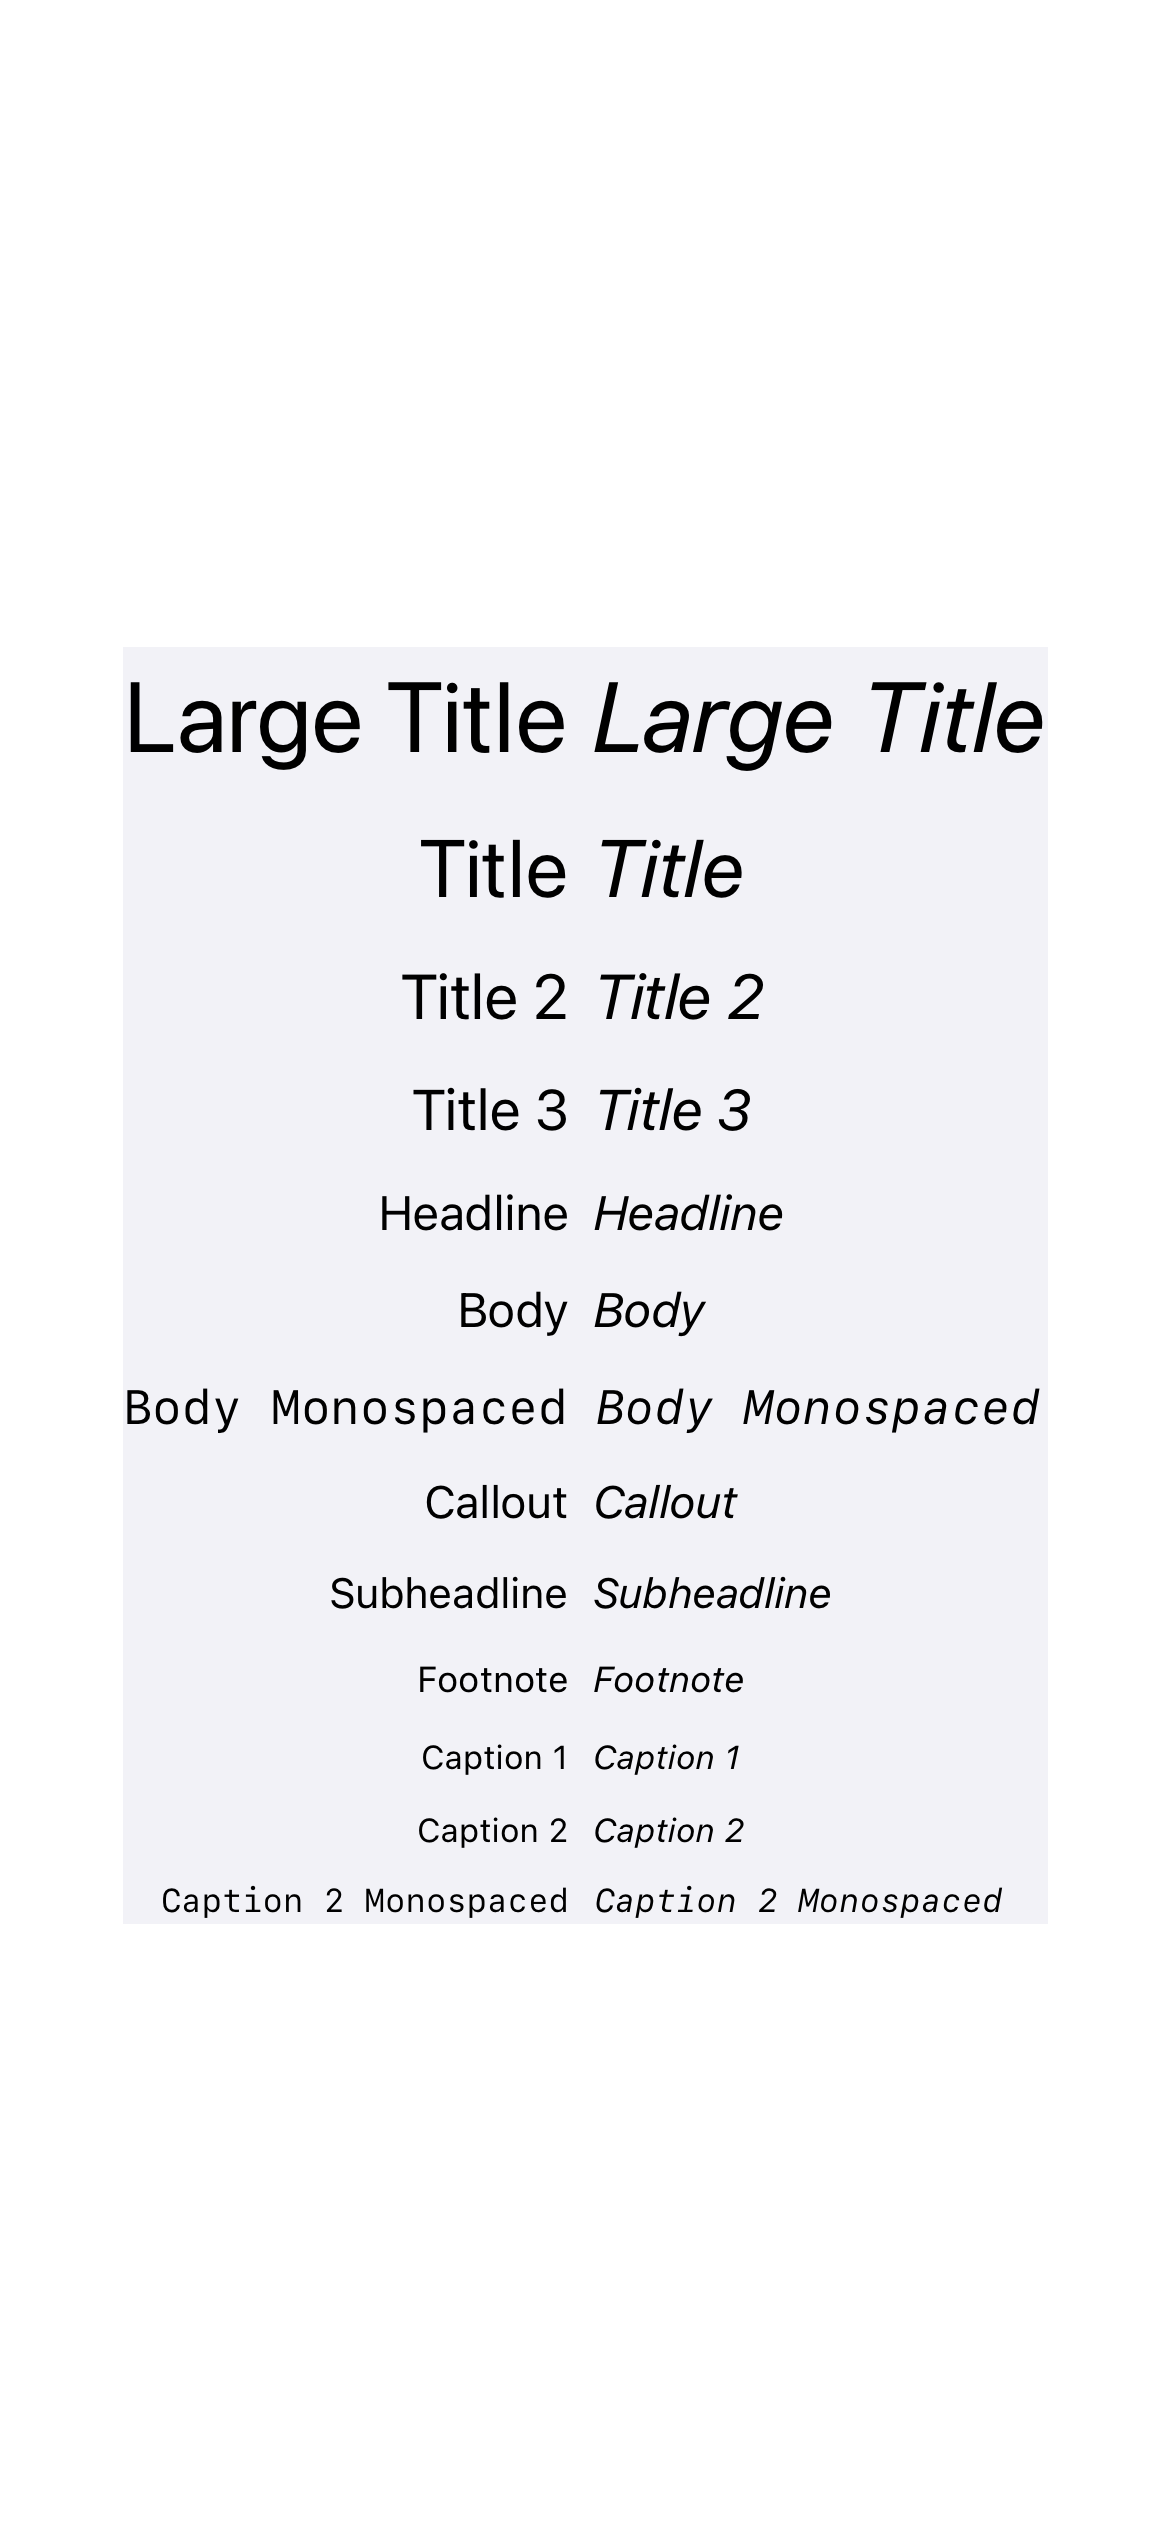 Large Title Large Title
Title Title
Title 2 Title 2
Title 3 Title 3
Headline Headline
Body Body
Body Monospaced Body Monospaced
Callout Callout
Subheadline Subheadline
Footnote Footnote
Caption 1 Caption 1
Caption 2 Caption 2
Caption 2 Monospaced Caption 2 Monospaced